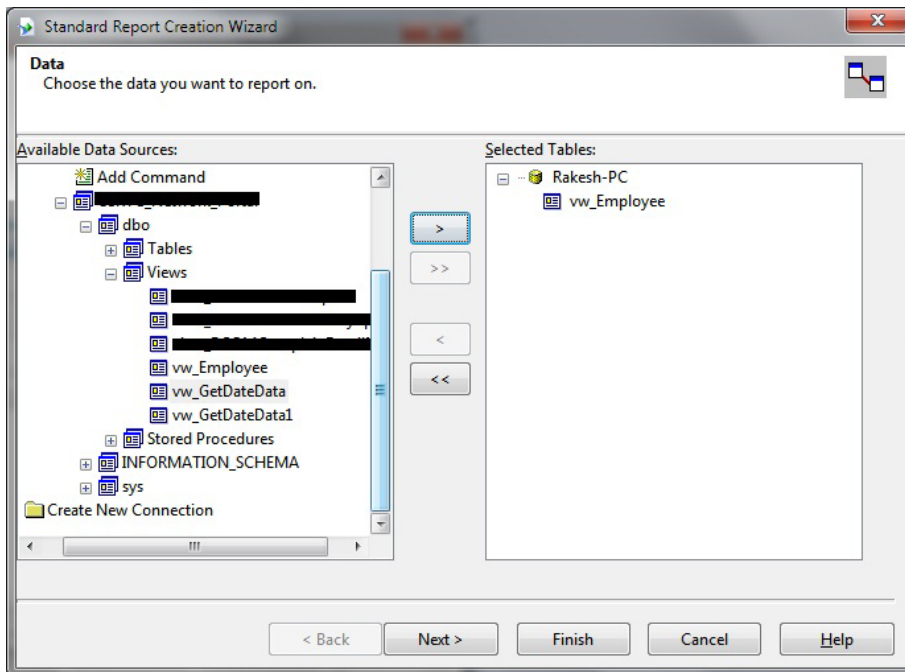 Standard Report Creation Wizard
Data
Choose the data you want to report on.
Available Data Sources:
Add Command
dbo
Tables
Views
vw_Employee
vw_GetDateData
vw_GetDateData1
Stored Procedures
INFORMATION_SCHEMA
sys
Create New Connection
>
>>
<
<<
Selected Tables:
Rakesh-PC
vw_Employee
< Back
Next >
Finish
Cancel
Help